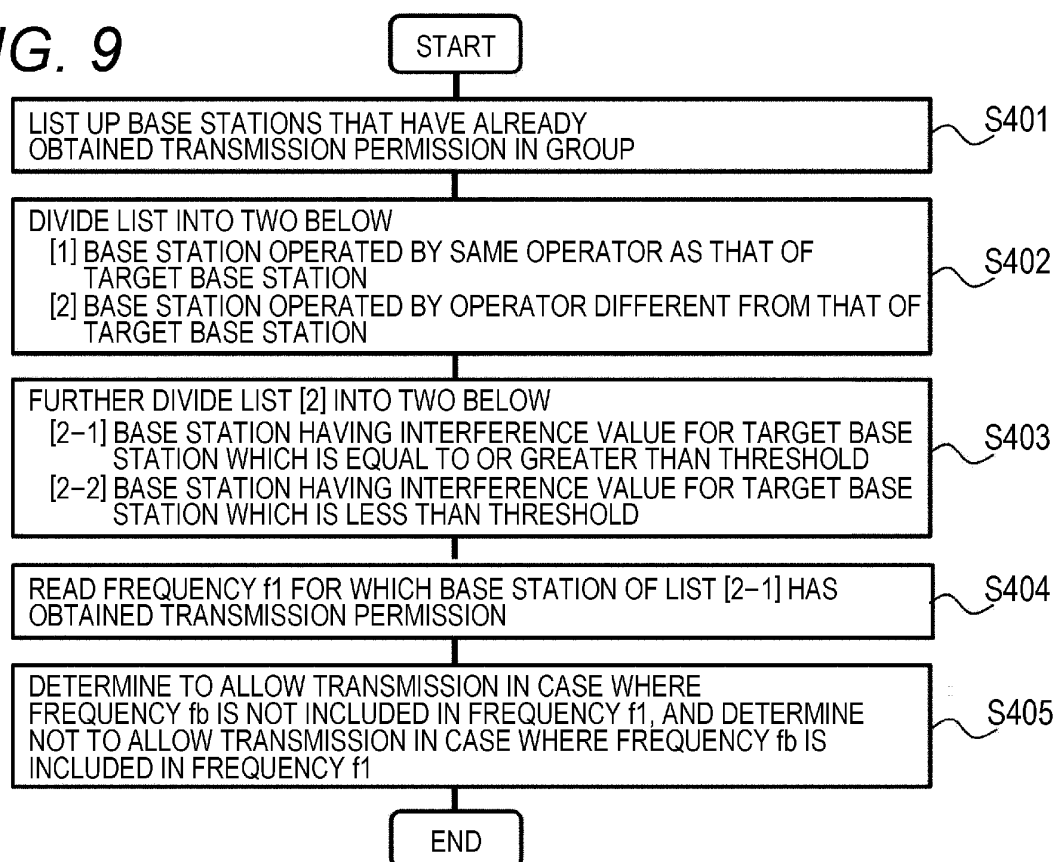 IG. 9
START
LIST UP BASE STATIONS THAT HAVE ALREADY
OBTAINED TRANSMISSION PERMISSION IN GROUP
S401
DIVIDE LIST INTO TWO BELOW
[1] BASE STATION OPERATED BY SAME OPERATOR AS THAT OF
TARGET BASE STATION
[2] BASE STATION OPERATED BY OPERATOR DIFFERENT FROM THAT OF
TARGET BASE STATION
S402
FURTHER DIVIDE LIST [2] INTO TWO BELOW
[2-1] BASE STATION HAVING INTERFERENCE VALUE FOR TARGET BASE
STATION WHICH IS EQUAL TO OR GREATER THAN THRESHOLD
[2-2] BASE STATION HAVING INTERFERENCE VALUE FOR TARGET BASE
STATION WHICH IS LESS THAN THRESHOLD
S403
READ FREQUENCY f1 FOR WHICH BASE STATION OF LIST [2-1] HAS
OBTAINED TRANSMISSION PERMISSION
S404
DETERMINE TO ALLOW TRANSMISSION IN CASE WHERE
FREQUENCY fb IS NOT INCLUDED IN FREQUENCY f1, AND DETERMINE
NOT TO ALLOW TRANSMISSION IN CASE WHERE FREQUENCY fb IS
INCLUDED IN FREQUENCY f1
S405
END